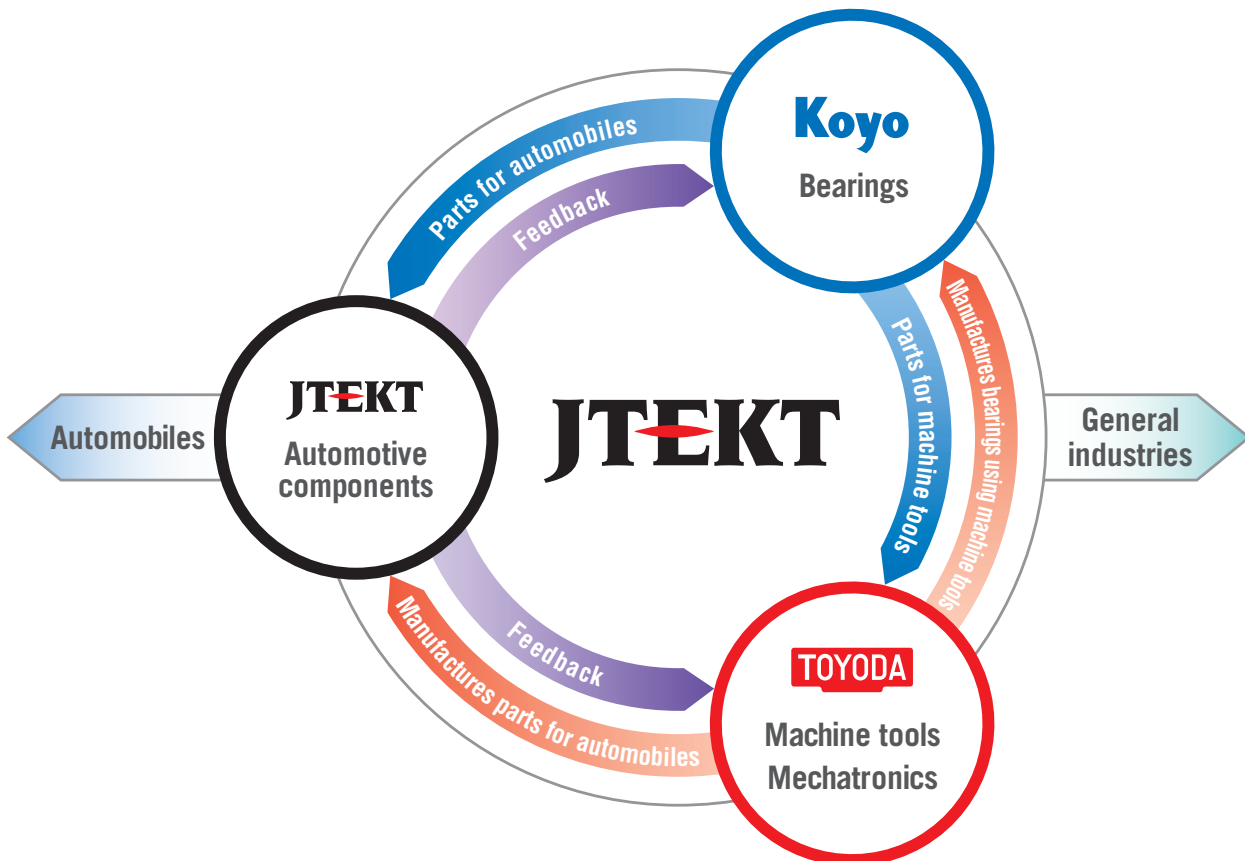 Koyo
Bearings
Parts for automobiles
Feedback
JTEKT
Automotive
components
Automobiles
JTEKT
Parts for machine tools
Manufactures bearings using machine tools
General
industries
Feedback
Manufactures parts for automobiles
TOYODA
Machine tools
Mechatronics